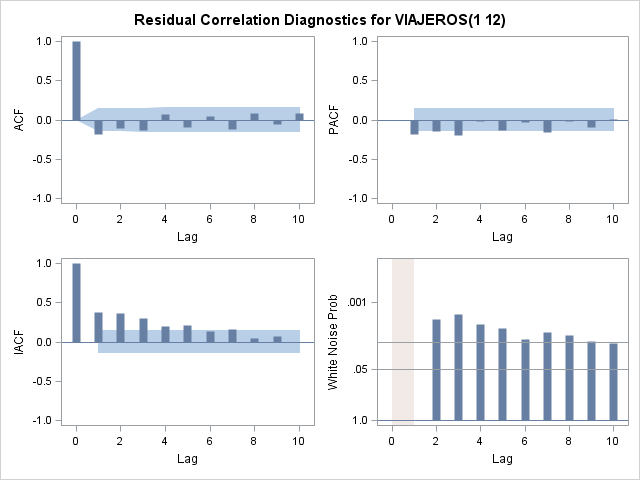 Residual Correlation Diagnostics for VIAJEROS(1 12)
ACF
1.0
0.5
0.0
-0.5
-1.0
0 2 4 6 8 10
Lag
PACF
1.0
0.5
0.0
-0.5
-1.0
0 2 4 6 8 10
Lag
IACF
1.0
0.5
0.0
-0.5
-1.0
0 2 4 6 8 10
Lag
White Noise Prob
.001
.05
1.0
0 2 4 6 8 10
Lag